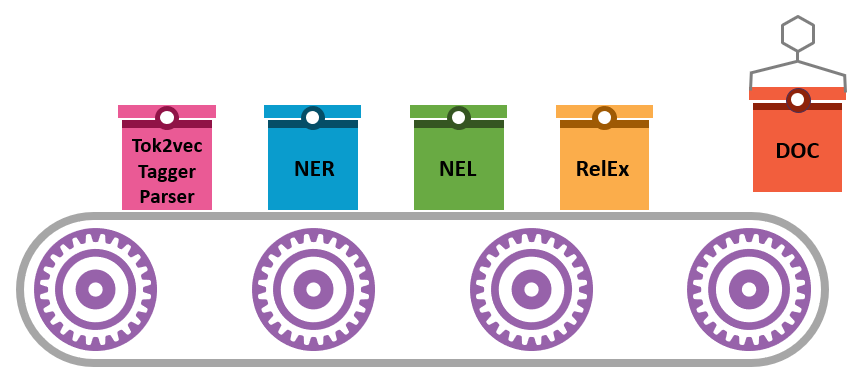 Tok2vec
Tagger
Parser
NER
NEL
RelEx
DOC